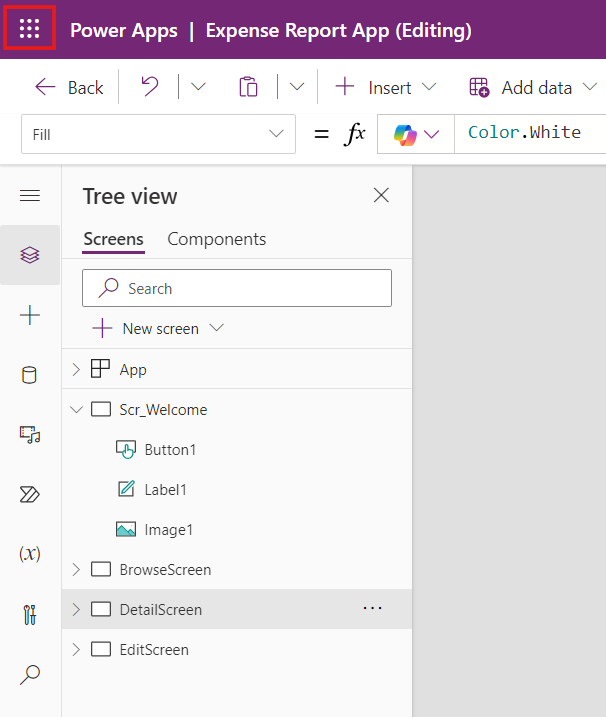 Power Apps | Expense Report App (Editing)
Back Insert Add data
Fill = fx Color.White
Tree view
Screens Components
Search
New screen
App
Scr_Welcome
Button1
Label1
Image1
(x) BrowseScreen
DetailScreen ...
EditScreen